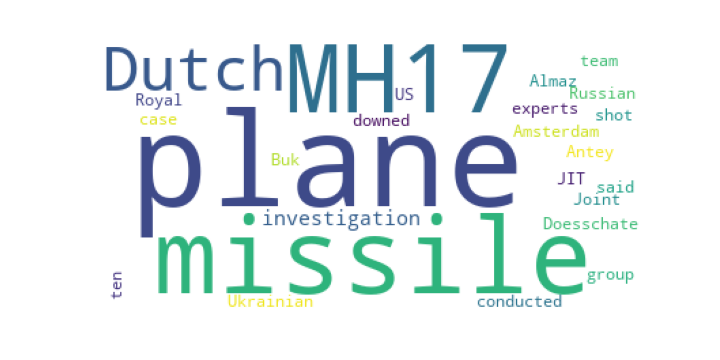 team
Dutch
MH17
Almaz
Russian
Royal
US
experts
shot
case
downed
plane
Amsterdam
Buk
Antey
JIT
said
Joint
investigation
Doesschate
missile
group
ten
Ukrainian
conducted